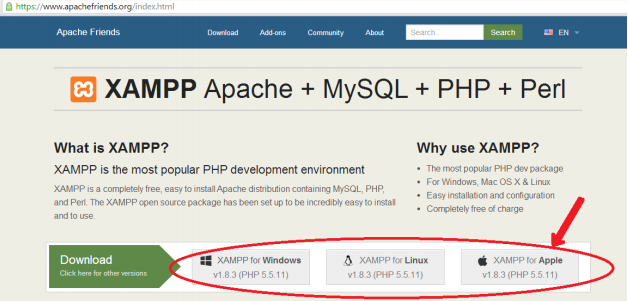 https://www.apachefriends.org/index.html
Apache Friends Download Add-ons Community About Search... Search EN
XAMPP Apache + MySQL + PHP + Perl
What is XAMPP?
XAMPP is the most popular PHP development environment
XAMPP is a completely free, easy to install Apache distribution containing MySQL, PHP,
and Perl. The XAMPP open source package has been set up to be incredibly easy to install
and to use.
Why use XAMPP?
The most popular PHP dev package
For Windows, Mac OS X & Linux
Easy installation and configuration
Completely free of charge
Download
Click here for other versions
XAMPP for Windows
v1.8.3 (PHP 5.5.11)
XAMPP for Linux
v1.8.3 (PHP 5.5.11)
XAMPP for Apple
v1.8.3 (PHP 5.5.11)